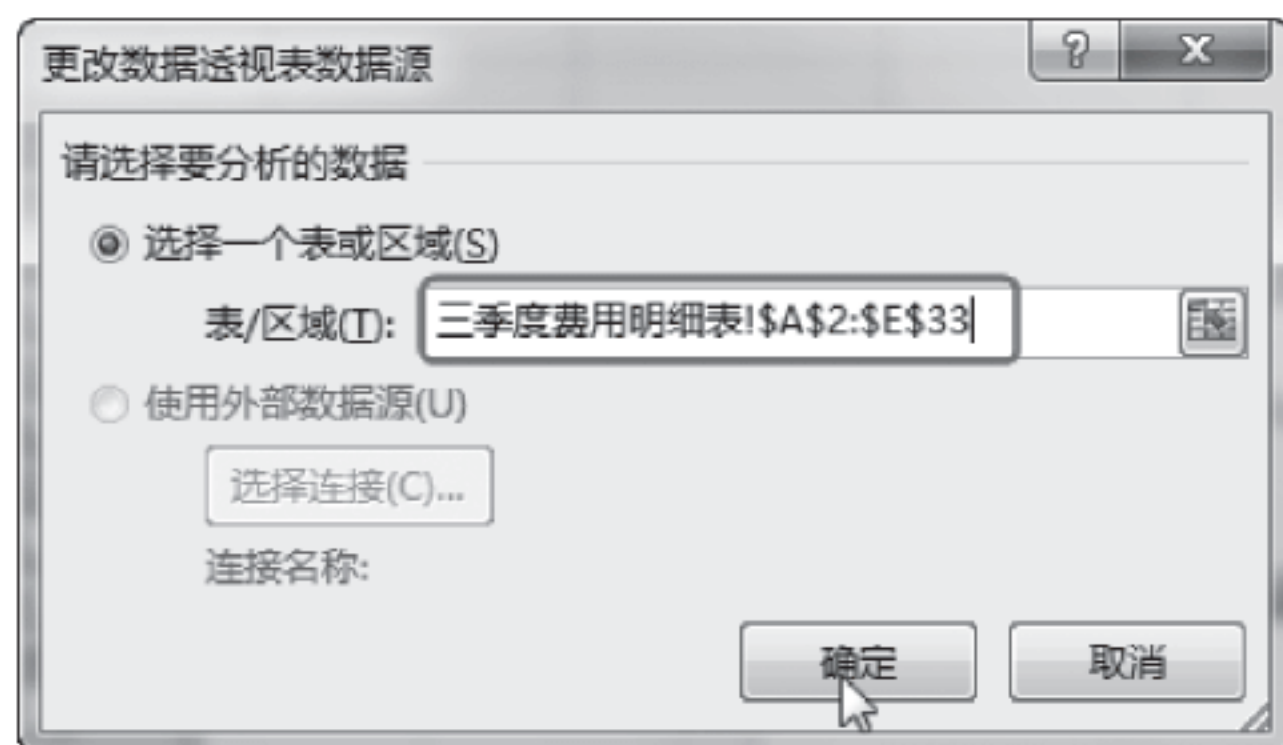 更改数据透视表数据源
请选择要分析的数据
选择一个表或区域(S)
表/区域(T): 三季度费用明细表!$A$2:$E$33
使用外部数据源(U)
选择连接(C)...
连接名称:
确定 取消